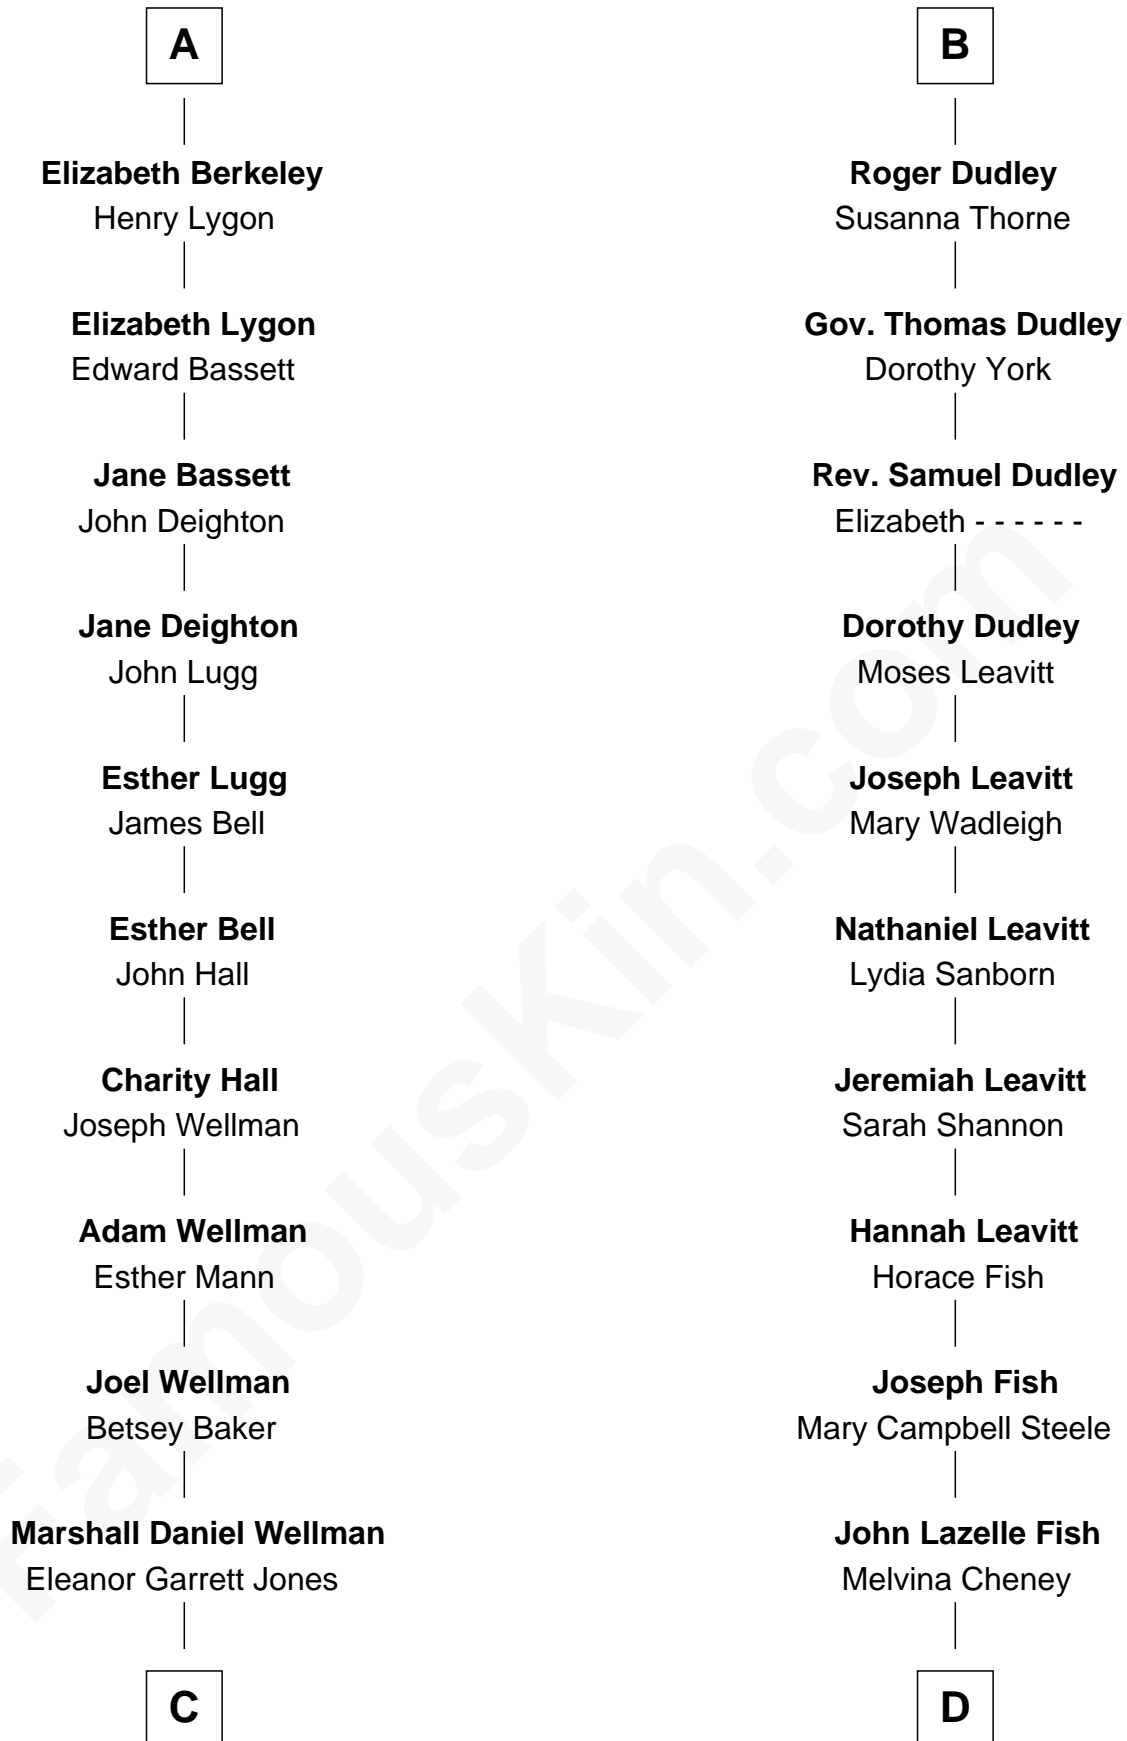 A
Elizabeth Berkeley
Henry Lygon
Elizabeth Lygon
Edward Bassett
Jane Bassett
John Deighton
Jane Deighton
John Lugg
Esther Lugg
James Bell
Esther Bell
John Hall
Charity Hall
Joseph Wellman
Adam Wellman
Esther Mann
Joel Wellman
Betsey Baker
Marshall Daniel Wellman
Eleanor Garrett Jones
C
B
Roger Dudley
Susanna Thorne
Gov. Thomas Dudley
Dorothy York
Rev. Samuel Dudley
Elizabeth - - - - - -
Dorothy Dudley
Moses Leavitt
Joseph Leavitt
Mary Wadleigh
Nathaniel Leavitt
Lydia Sanborn
Jeremiah Leavitt
Sarah Shannon
Hannah Leavitt
Horace Fish
Joseph Fish
Mary Campbell Steele
John Lazelle Fish
Melvina Cheney
D
FamousKin.com